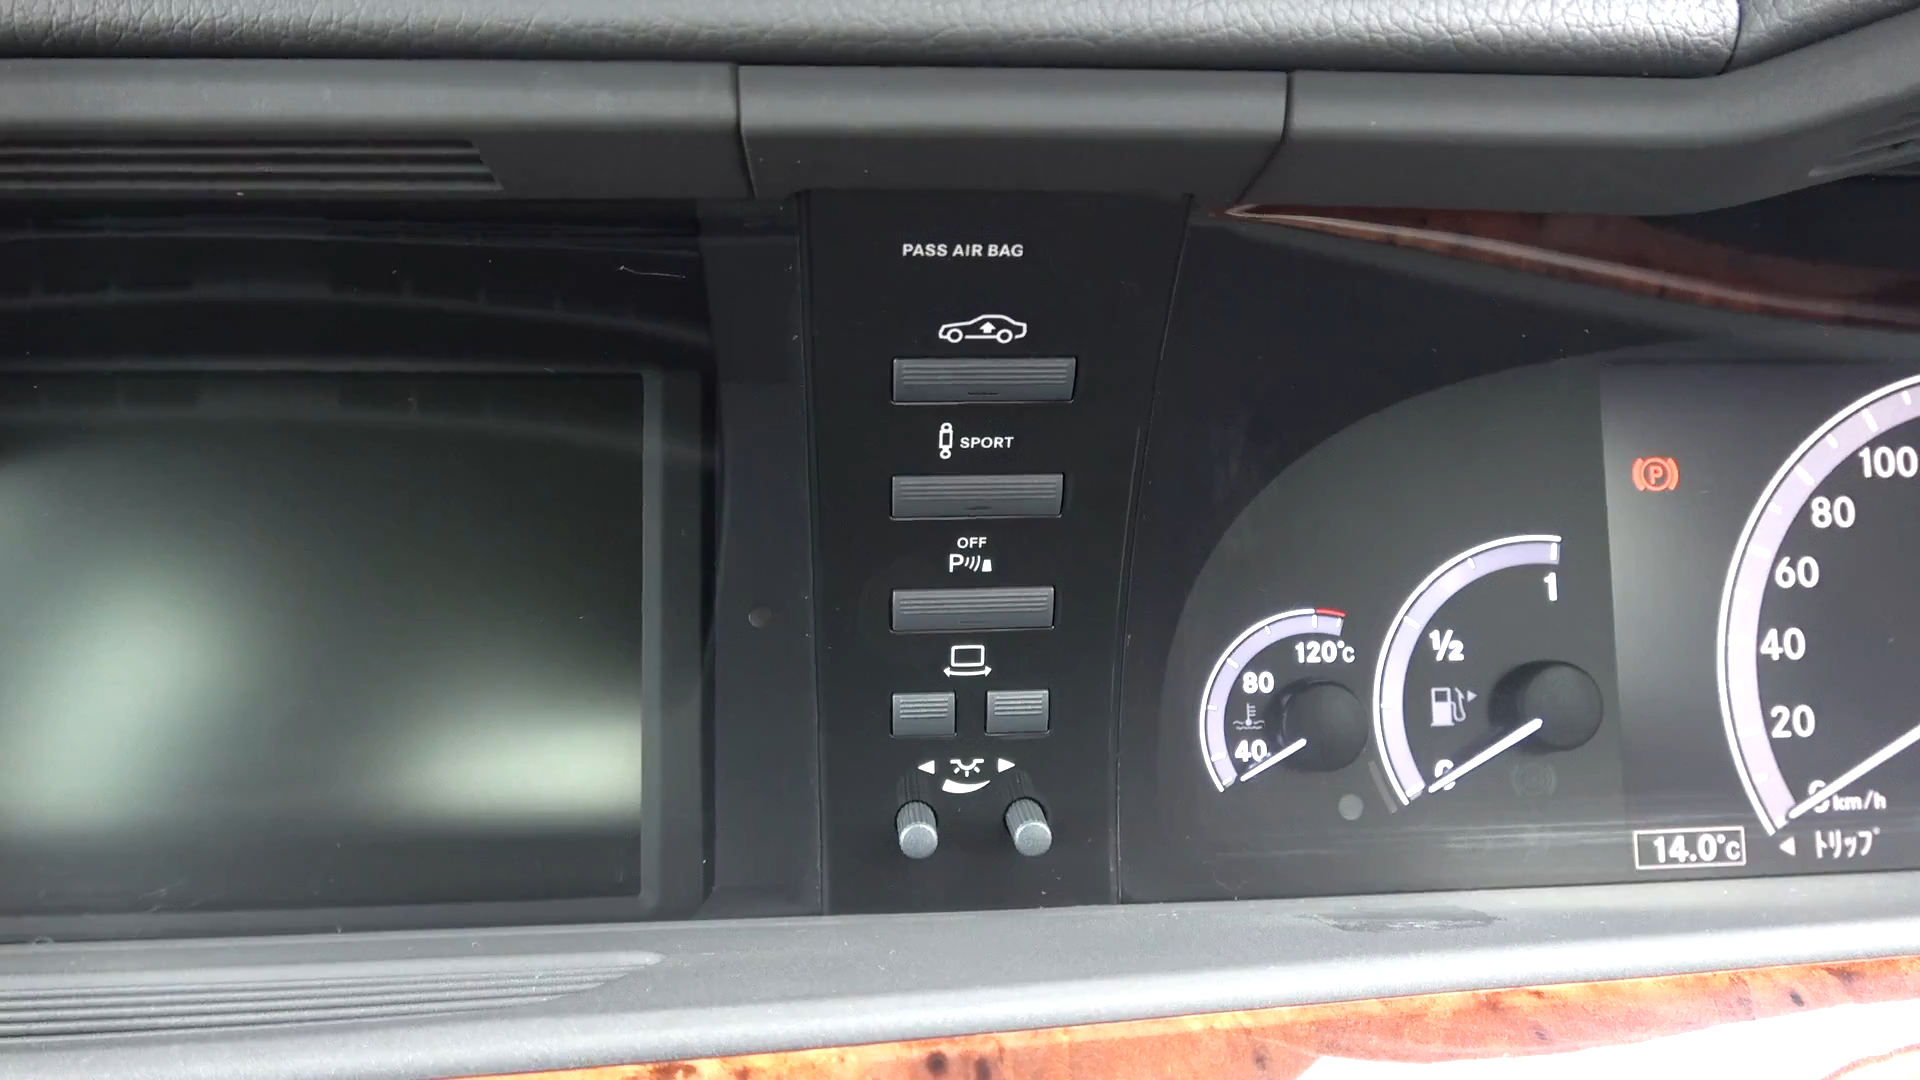 PASS AIR BAG
SPORT
OFF
P
120°C
80
40
1
½
0
P
100
80
60
40
20
0 km/h
14.0°C
トリップ